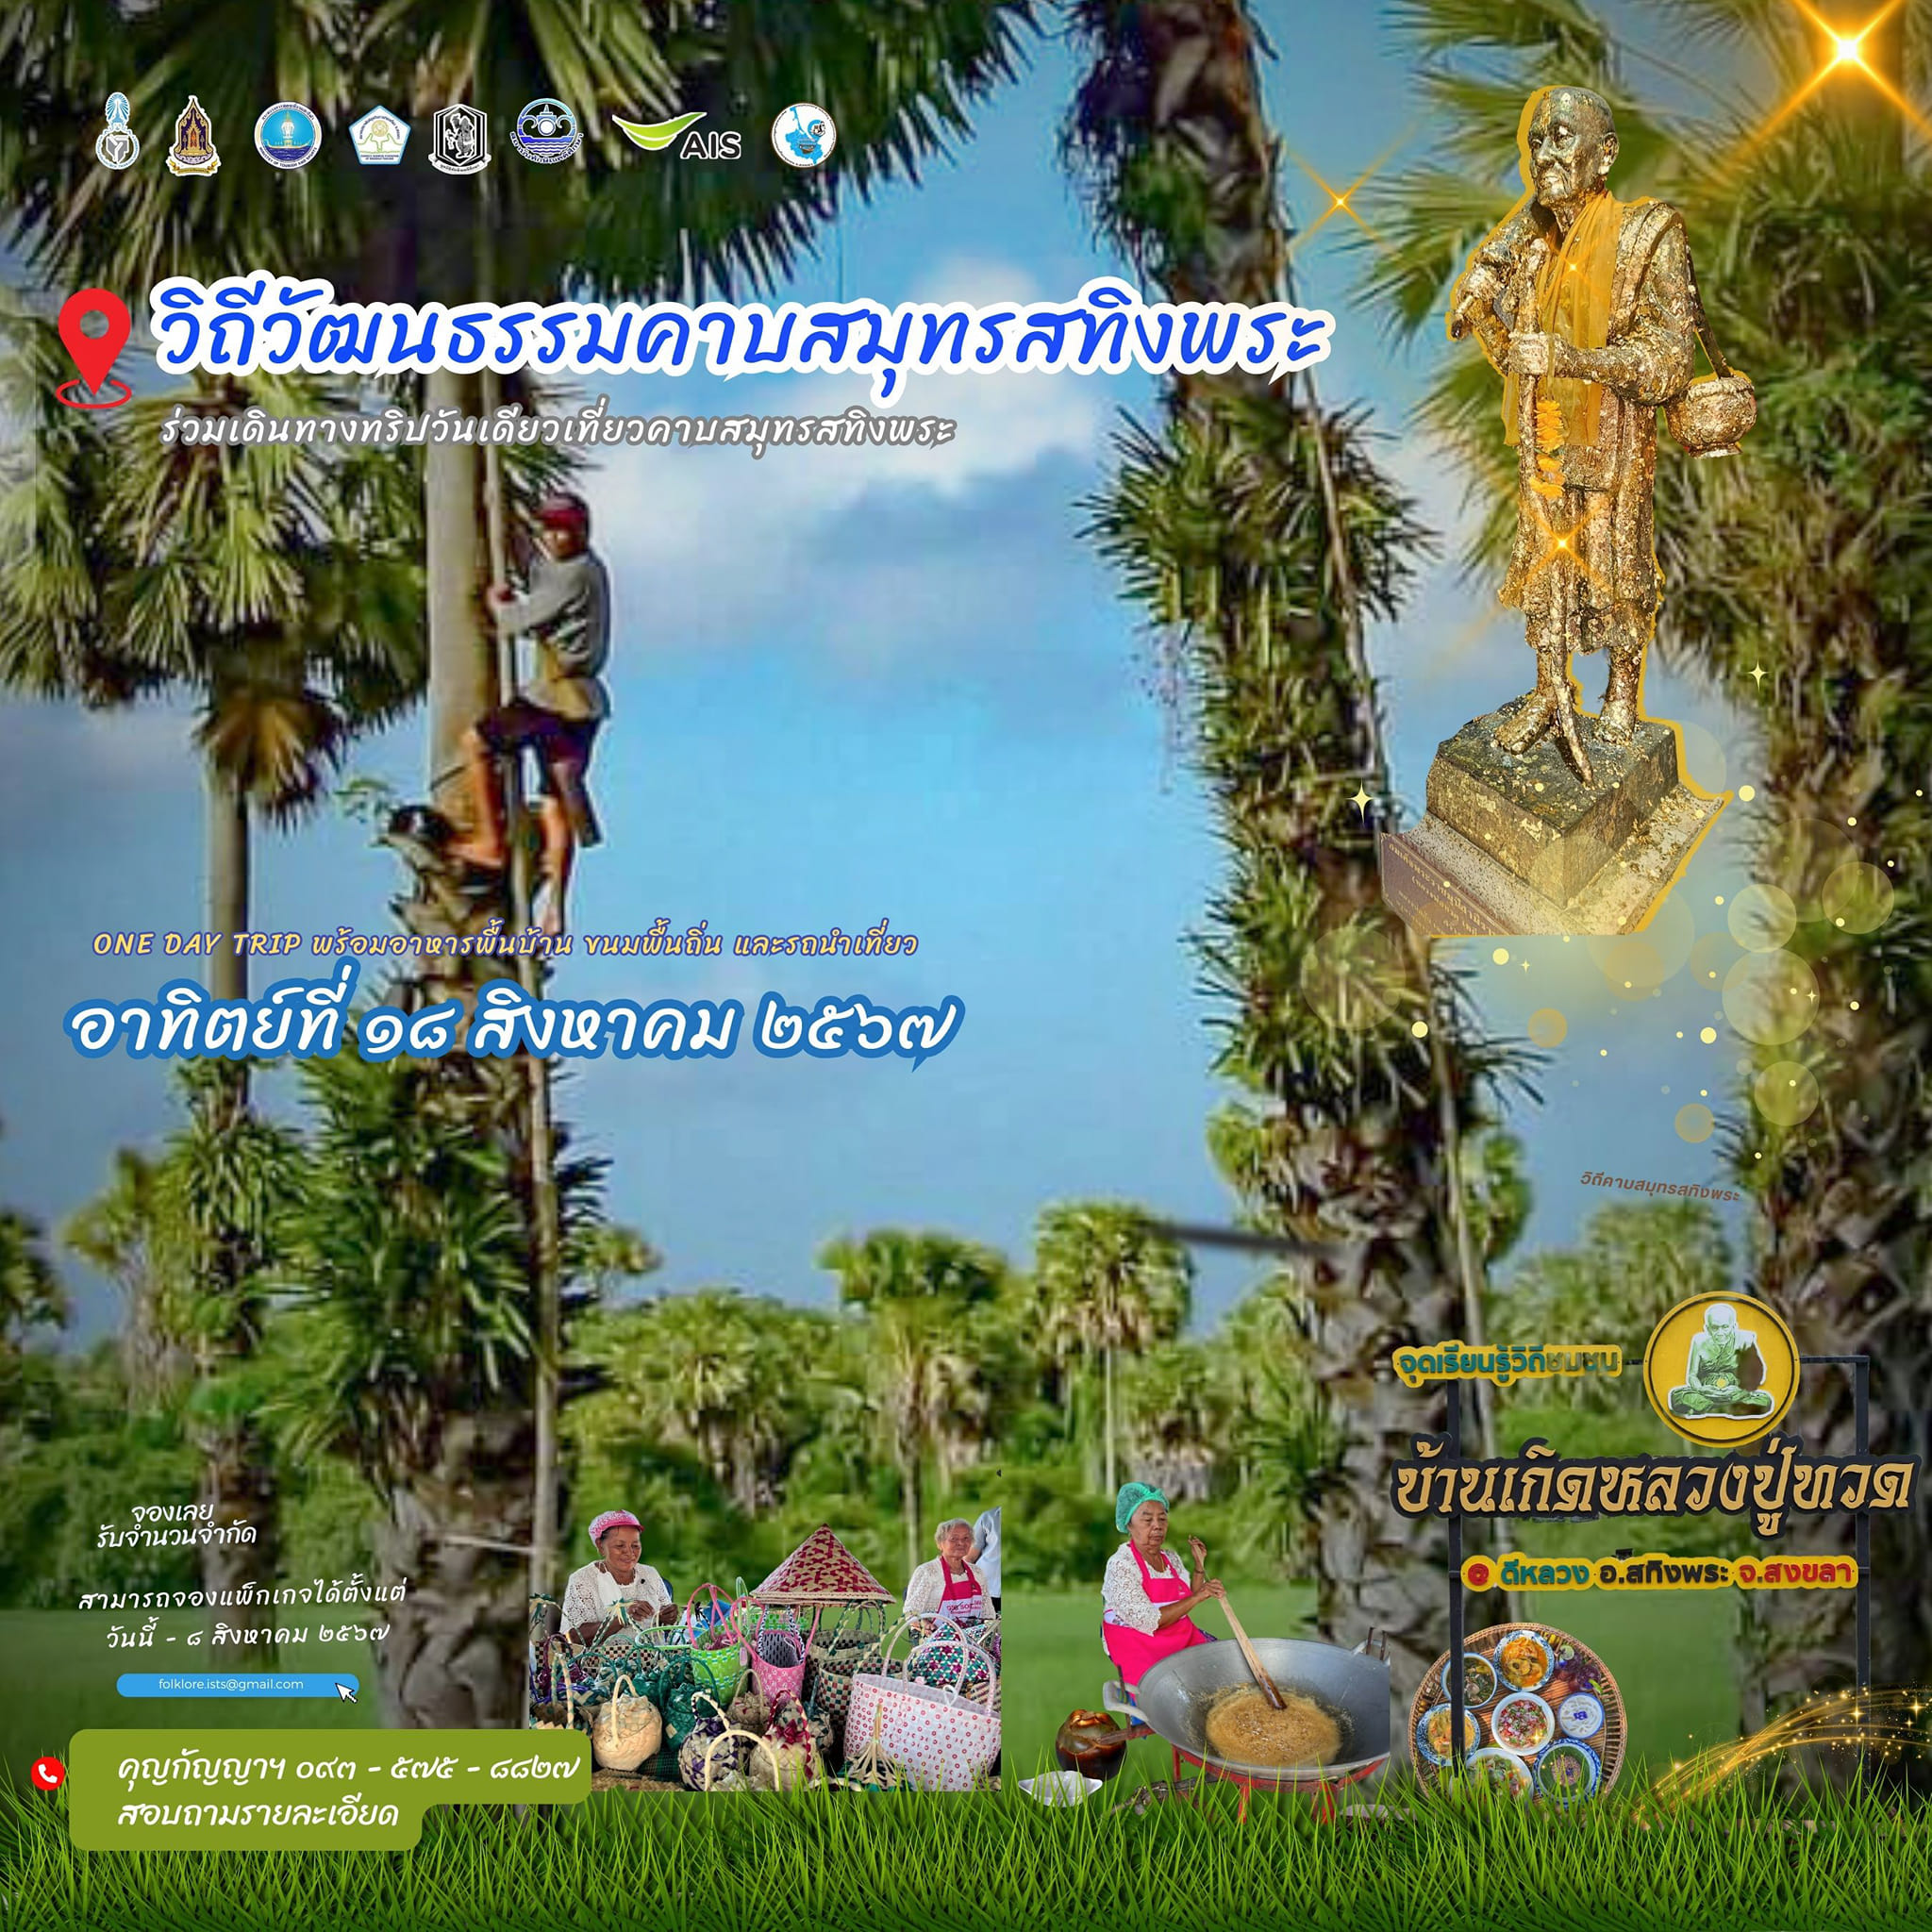 AIS
วิถีวัฒนธรรมคาบสมุทรสทิงพระ
ร่วมเดินทางทริปวันเดียวเที่ยวคาบสมุทรสทิงพระ
ONE DAY TRIP พร้อมอาหารพื้นบ้าน ขนมพื้นถิ่น และรถนำเที่ยว
อาทิตย์ที่ ๑๘ สิงหาคม ๒๕๖๗
วิถีคาบสมุทรสทิงพระ
จุดเรียนรู้วิถีชุมชน
บ้านเกิดหลวงปู่ทวด
ดีหลวง อ.สทิงพระ จ.สงขลา
จองเลย
รับจำนวนจำกัด
สามารถจองแพ็กเกจได้ตั้งแต่
วันนี้ - ๘ สิงหาคม ๒๕๖๗
folklore.ists@gmail.com
คุญกัญญาฯ ๐๙๓ - ๕๗๕ - ๘๘๒๗
สอบถามรายละเอียด